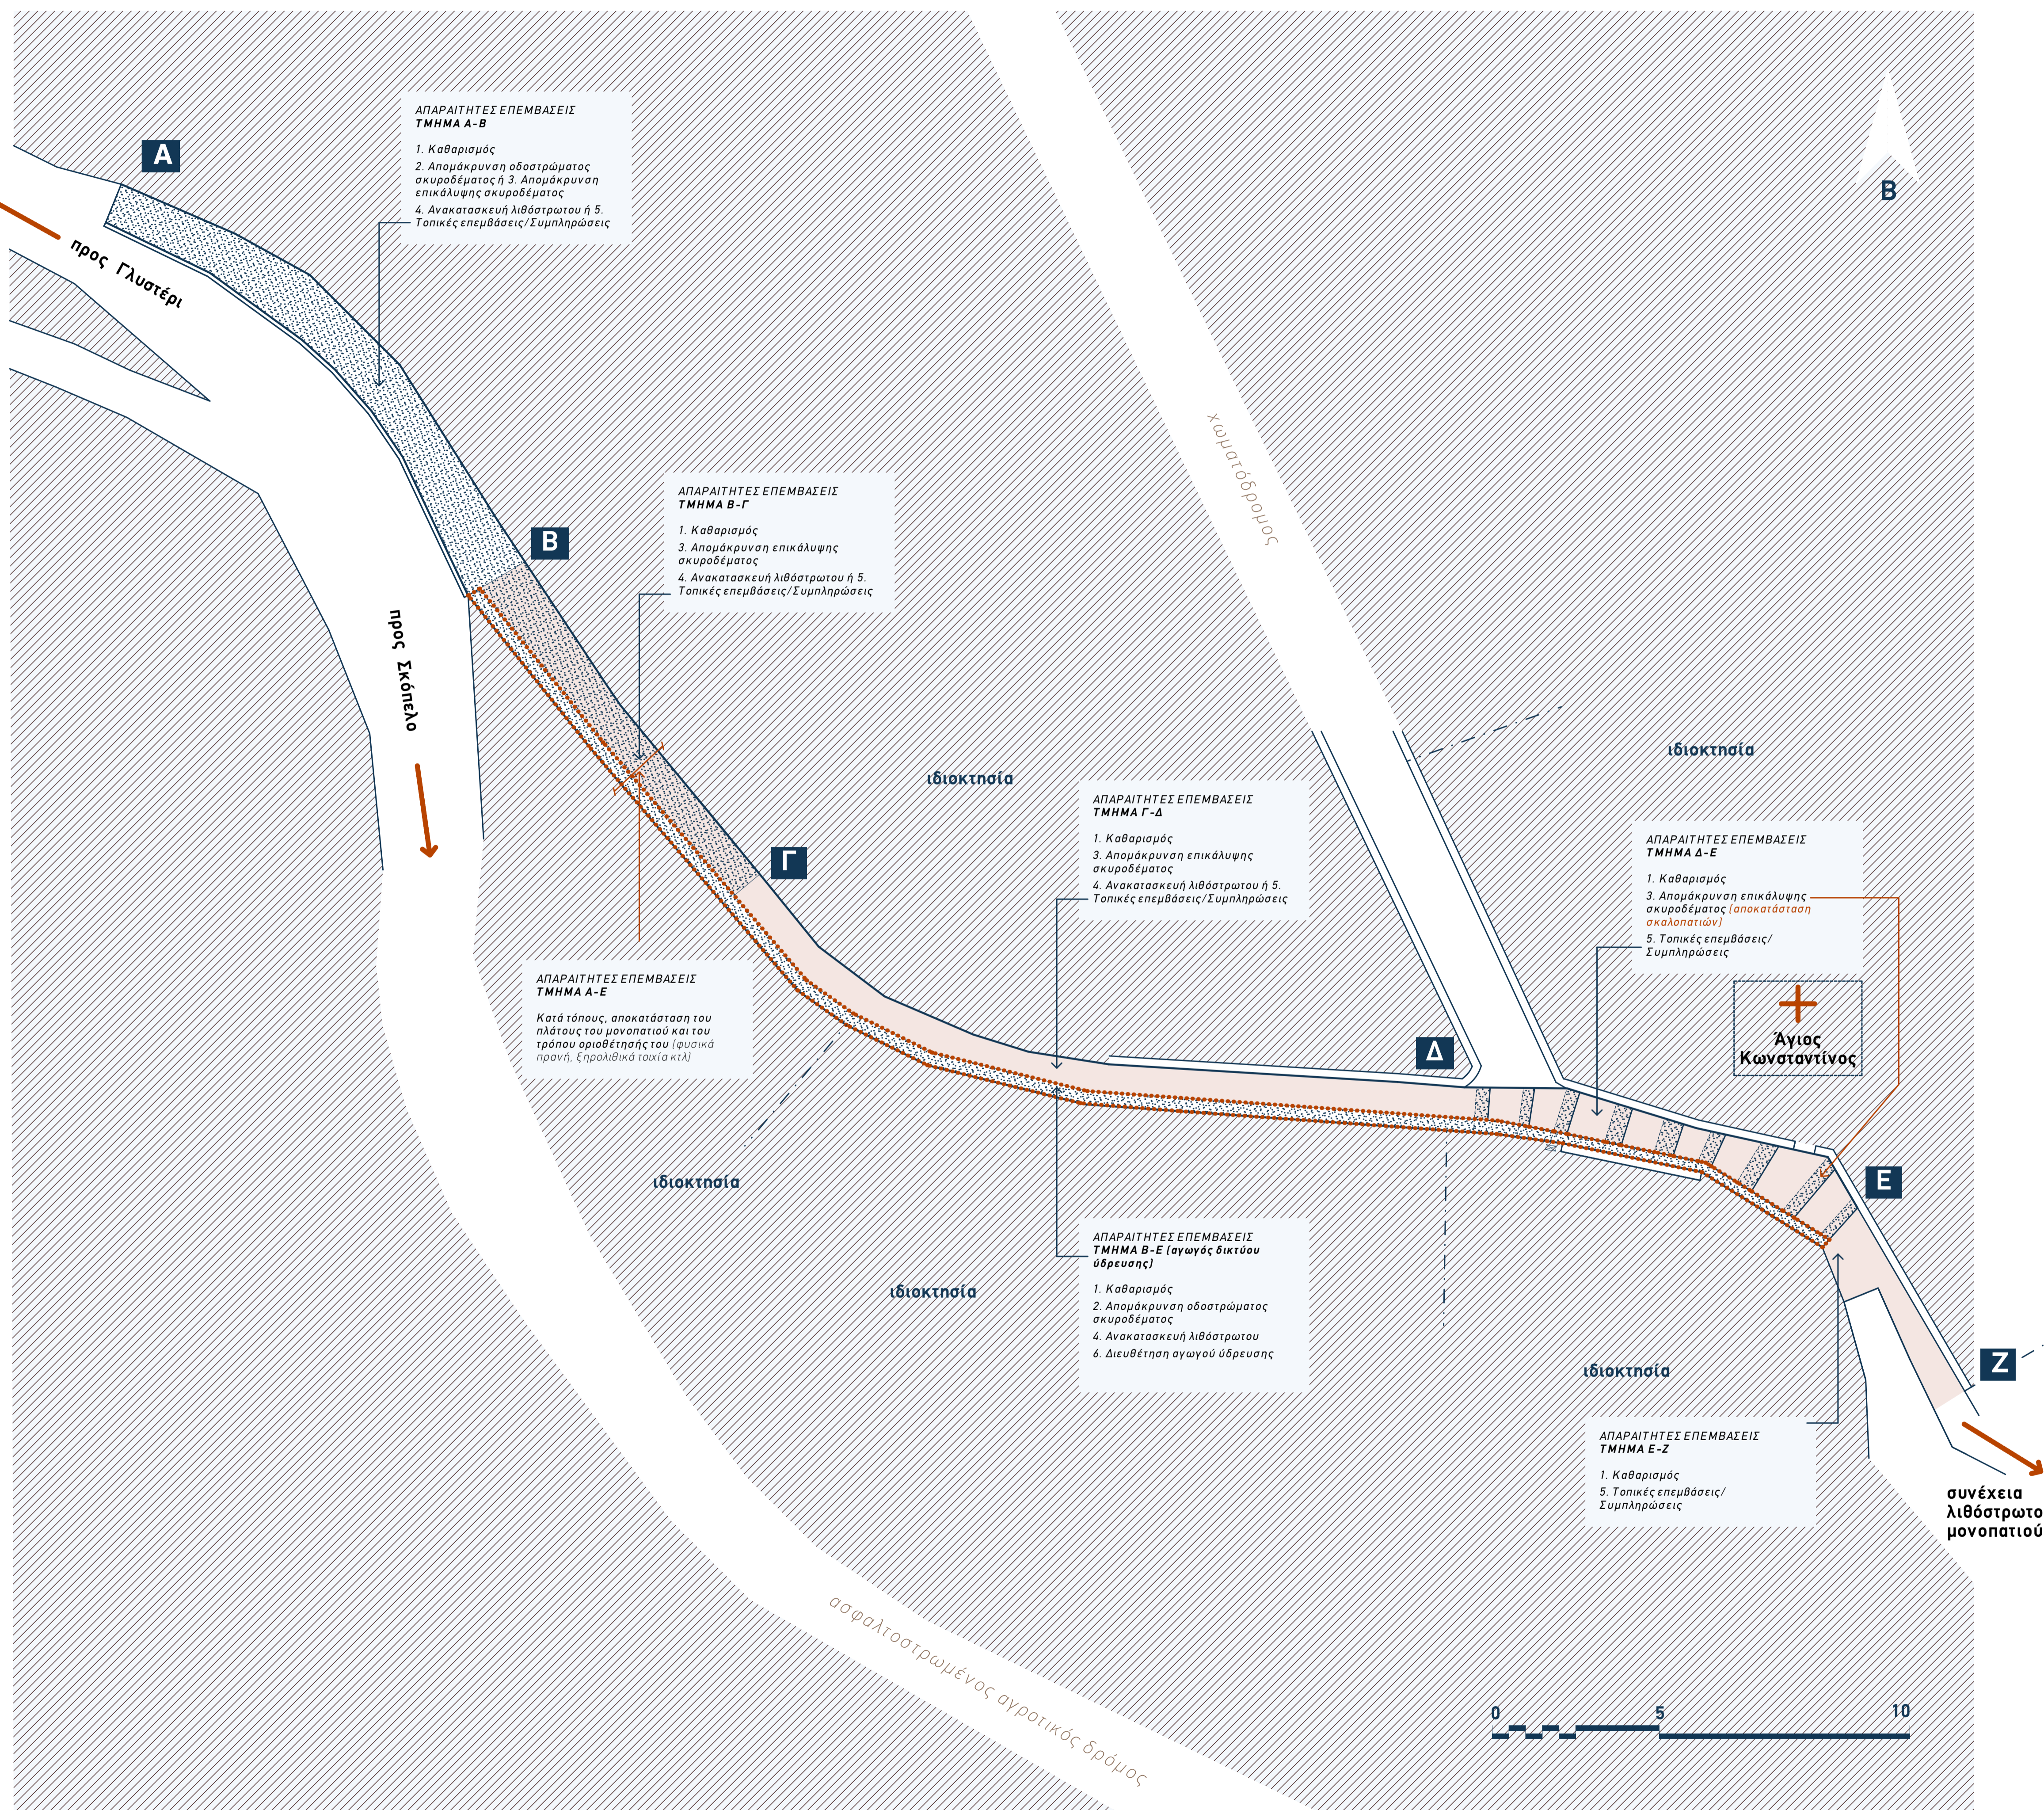 Α
ΑΠΑΡΑΙΤΗΤΕΣ ΕΠΕΜΒΑΣΕΙΣ
ΤΜΗΜΑ Α-Β
1. Καθαρισμός
2. Απομάκρυνση οδοστρώματος
σκυροδέματος ή 3. Απομάκρυνση
επικάλυψης σκυροδέματος
4. Ανακατασκευή λιθόστρωτου ή 5.
Τοπικές επεμβάσεις/Συμπληρώσεις
Β
προς Γλυστέρι
χωματόδρομος
ΑΠΑΡΑΙΤΗΤΕΣ ΕΠΕΜΒΑΣΕΙΣ
ΤΜΗΜΑ Β-Γ
1. Καθαρισμός
3. Απομάκρυνση επικάλυψης
σκυροδέματος
4. Ανακατασκευή λιθόστρωτου ή 5.
Τοπικές επεμβάσεις/Συμπληρώσεις
Β
προς Σκόπελο
ιδιοκτησία
ιδιοκτησία
Γ
ΑΠΑΡΑΙΤΗΤΕΣ ΕΠΕΜΒΑΣΕΙΣ
ΤΜΗΜΑ Γ-Δ
1. Καθαρισμός
3. Απομάκρυνση επικάλυψης
σκυροδέματος
4. Ανακατασκευή λιθόστρωτου ή 5.
Τοπικές επεμβάσεις/Συμπληρώσεις
ΑΠΑΡΑΙΤΗΤΕΣ ΕΠΕΜΒΑΣΕΙΣ
ΤΜΗΜΑ Δ-Ε
1. Καθαρισμός
3. Απομάκρυνση επικάλυψης
σκυροδέματος (αποκατάσταση
σκαλοπατιών)
5. Τοπικές επεμβάσεις/
Συμπληρώσεις
ΑΠΑΡΑΙΤΗΤΕΣ ΕΠΕΜΒΑΣΕΙΣ
ΤΜΗΜΑ Α-Ε
Κατά τόπους, αποκατάσταση του
πλάτους του μονοπατιού και του
τρόπου οριοθέτησής του (φυσικά
πρανή, ξηρολιθικά τοιχία κτλ)
Δ
Άγιος
Κωνσταντίνος
Ε
ιδιοκτησία
ιδιοκτησία
ΑΠΑΡΑΙΤΗΤΕΣ ΕΠΕΜΒΑΣΕΙΣ
ΤΜΗΜΑ Β-Ε (αγωγός δικτύου
ύδρευσης)
1. Καθαρισμός
2. Απομάκρυνση οδοστρώματος
σκυροδέματος
4. Ανακατασκευή λιθόστρωτου
6. Διευθέτηση αγωγού ύδρευσης
ιδιοκτησία
Ζ
ΑΠΑΡΑΙΤΗΤΕΣ ΕΠΕΜΒΑΣΕΙΣ
ΤΜΗΜΑ Ε-Ζ
1. Καθαρισμός
5. Τοπικές επεμβάσεις/
Συμπληρώσεις
συνέχεια
λιθόστρωτο
μονοπατιού
ασφαλτοστρωμένος αγροτικός δρόμος
0 5 10